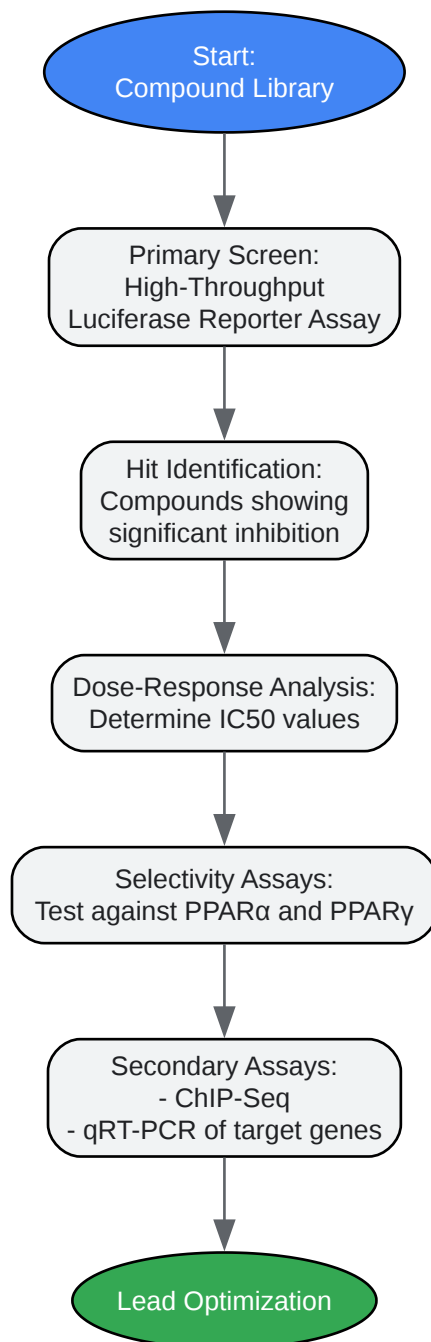 Start:
Compound Library
Primary Screen:
High-Throughput
Luciferase Reporter Assay
Hit Identification:
Compounds showing
significant inhibition
Dose-Response Analysis:
Determine IC50 values
Selectivity Assays:
Test against PPARα and PPARγ
Secondary Assays:
- ChIP-Seq
- qRT-PCR of target genes
Lead Optimization